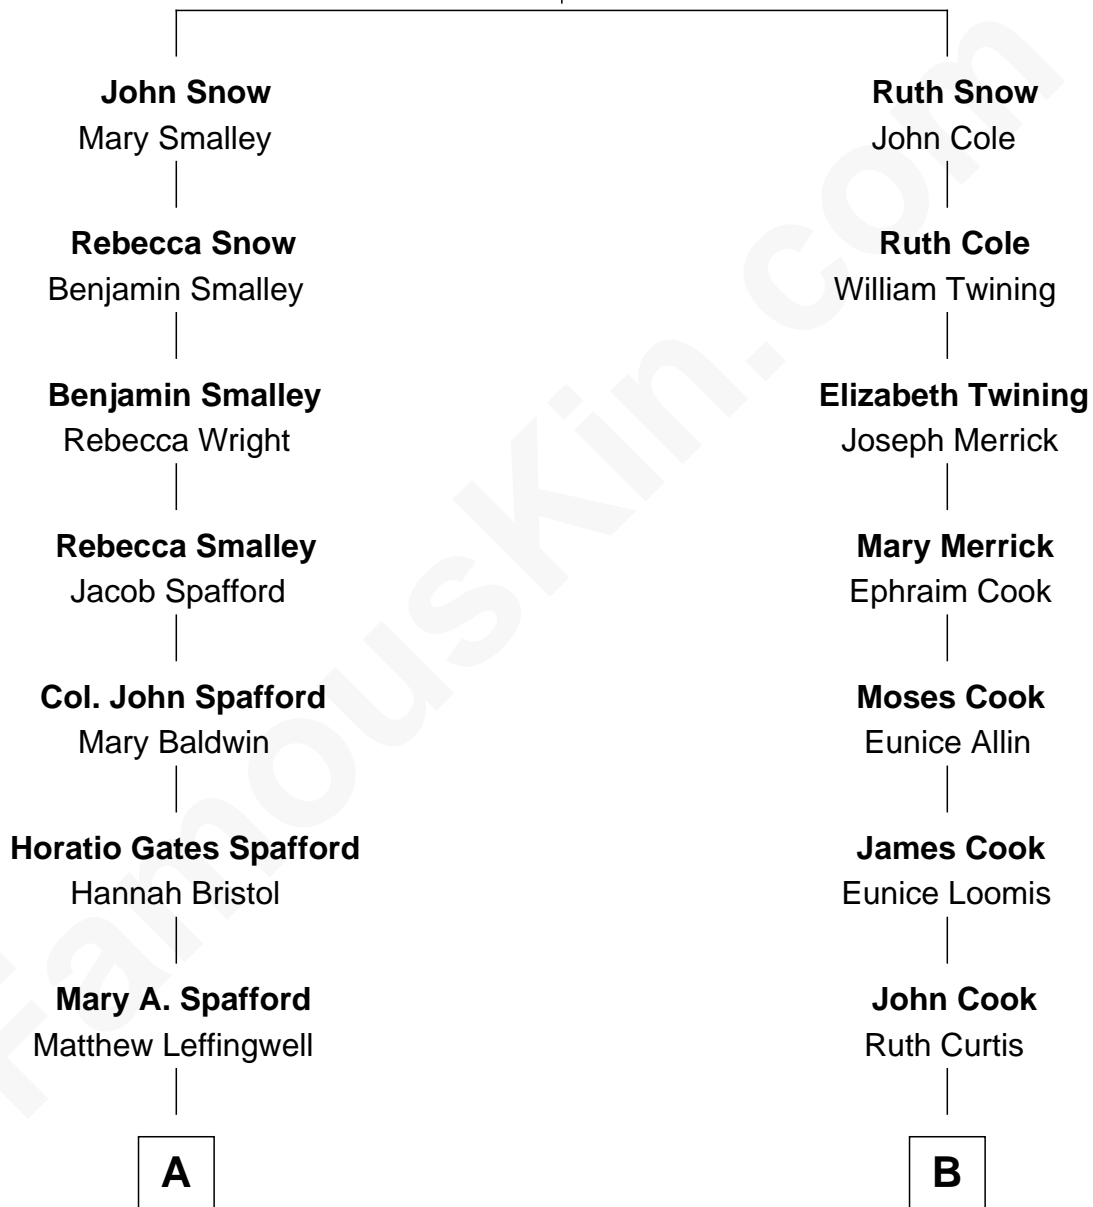 John Snow
Mary Smalley
Rebecca Snow
Benjamin Smalley
Benjamin Smalley
Rebecca Wright
Rebecca Smalley
Jacob Spafford
Col. John Spafford
Mary Baldwin
Horatio Gates Spafford
Hannah Bristol
Mary A. Spafford
Matthew Leffingwell
A
Ruth Snow
John Cole
Ruth Cole
William Twining
Elizabeth Twining
Joseph Merrick
Mary Merrick
Ephraim Cook
Moses Cook
Eunice Allin
James Cook
Eunice Loomis
John Cook
Ruth Curtis
B
FamousKin.com